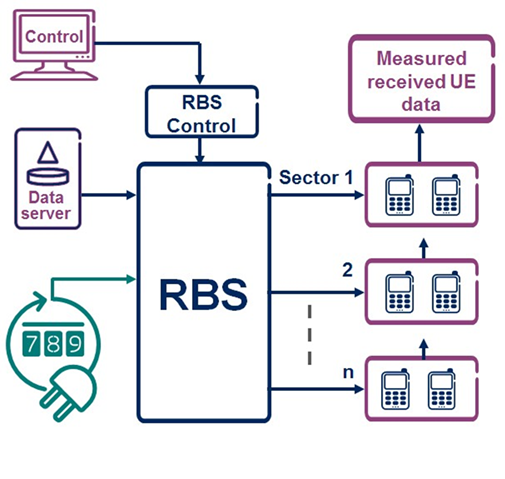 Control
RBS
Control
Measured
received UE
data
Data
server
RBS
Sector 1
2
n
789